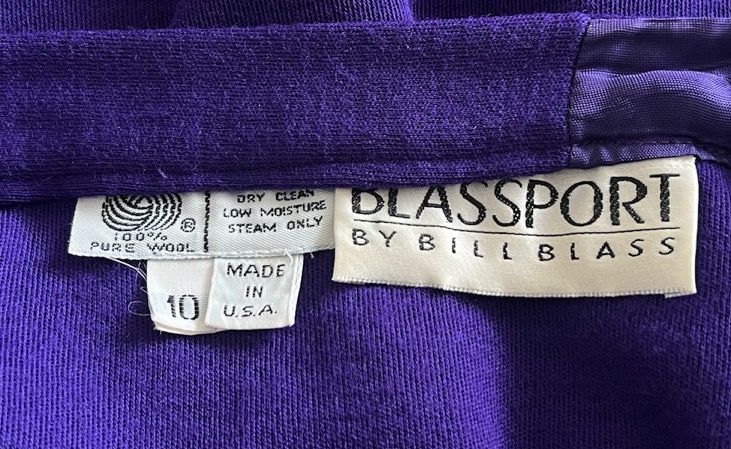 100%
PURE WOOL
®
DRY CLEAN
LOW MOISTURE
STEAM ONLY
BLASSPORT
BY BILL BLASS
10
MADE
IN
U.S.A.